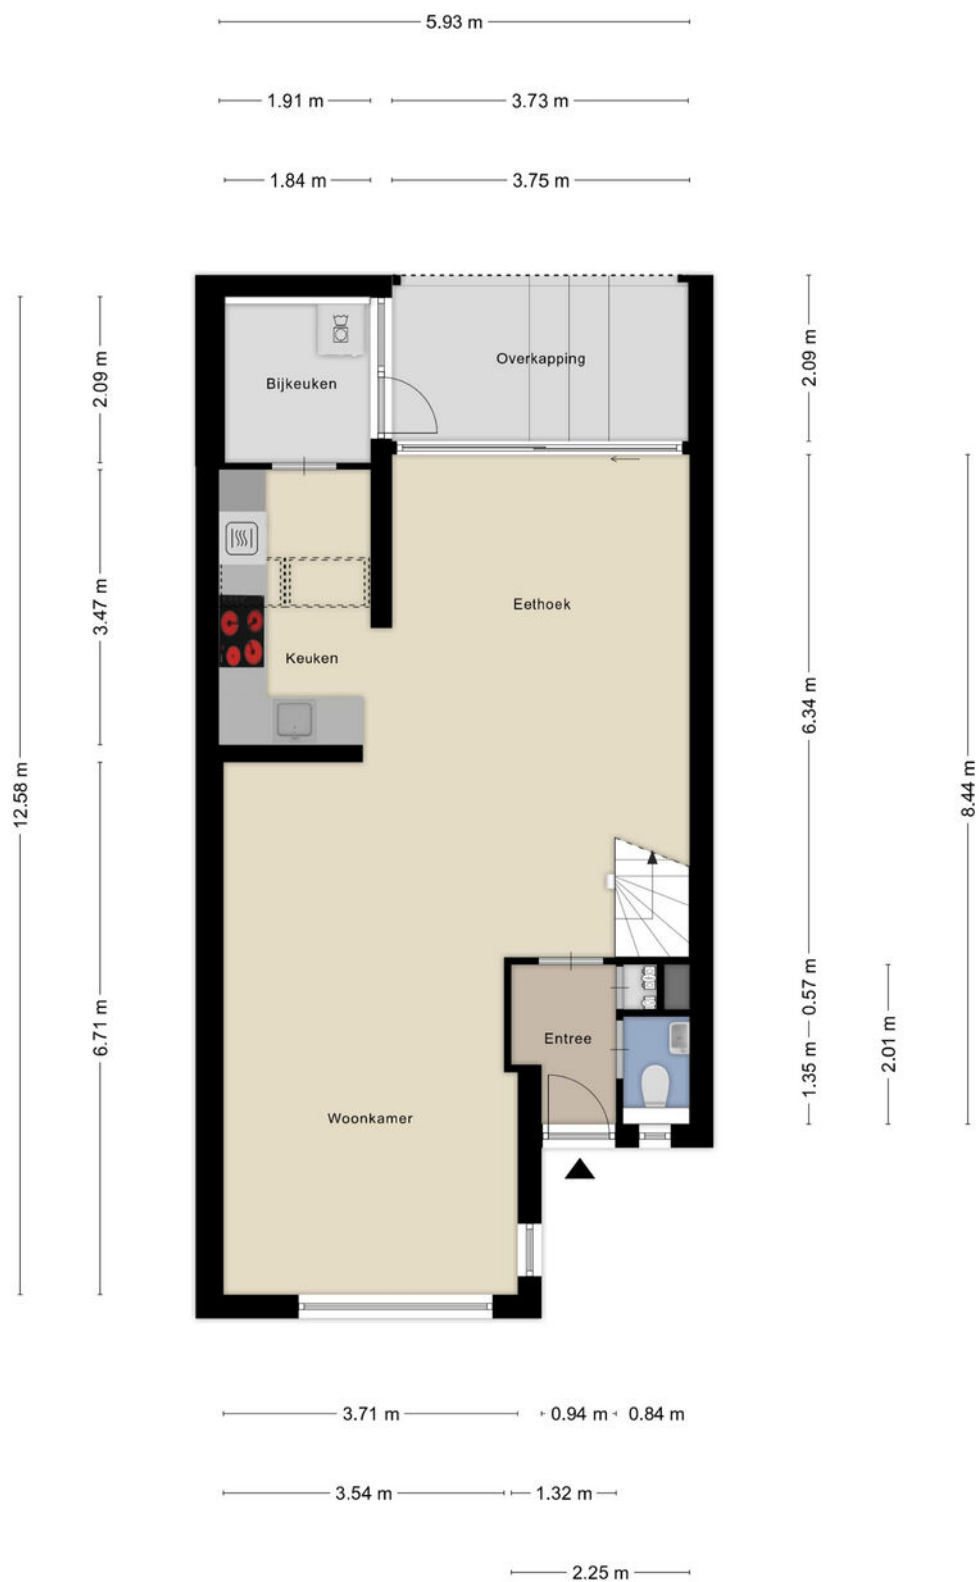 5.93 m
1.91 m 3.73 m
1.84 m 3.75 m
Bijkeuken
Overkapping
Eethoek
Keuken
Entree
Woonkamer
12.58 m
2.09 m
3.47 m
6.71 m
2.09 m
6.34 m
0.57 m
1.35 m
2.01 m
8.44 m
3.71 m 0.94 m 0.84 m
3.54 m 1.32 m
2.25 m